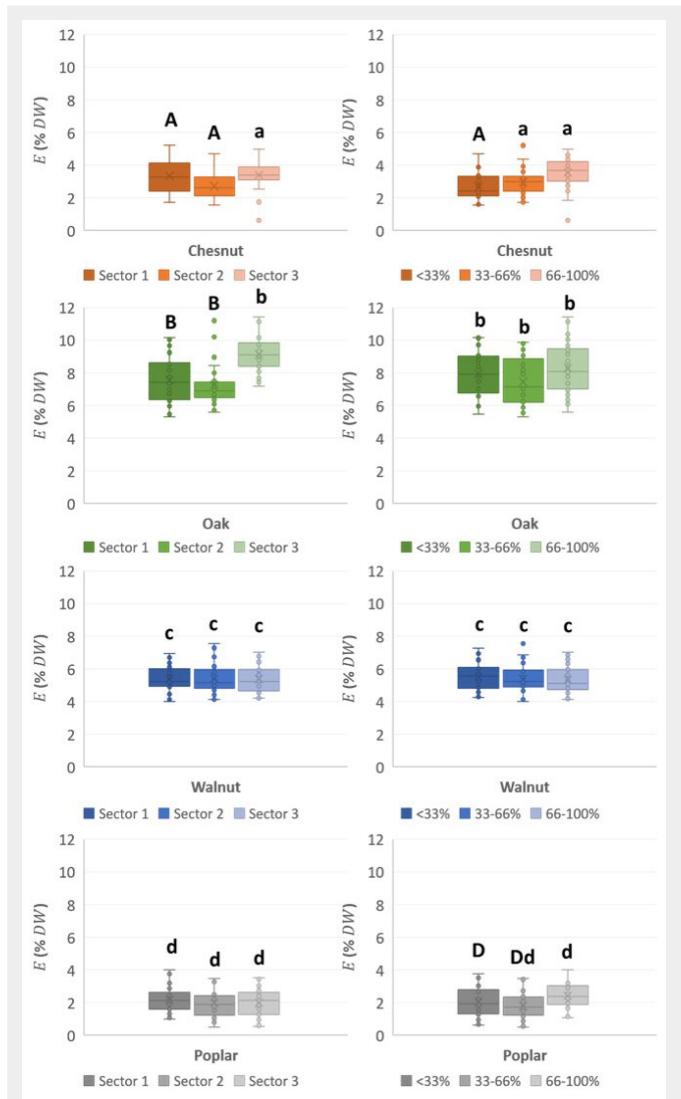 12
10
8
6
4
2
0
E (% DW)
A
A
a
Chesnut
Sector 1 Sector 2 Sector 3
12
10
8
6
4
2
0
E (% DW)
A
a
a
Chesnut
<33% 33-66% 66-100%
12
10
8
6
4
2
0
E (% DW)
B
B
b
Oak
Sector 1 Sector 2 Sector 3
12
10
8
6
4
2
0
E (% DW)
b
b
b
Oak
<33% 33-66% 66-100%
12
10
8
6
4
2
0
E (% DW)
c
c
c
Walnut
Sector 1 Sector 2 Sector 3
12
10
8
6
4
2
0
E (% DW)
c
c
c
Walnut
<33% 33-66% 66-100%
12
10
8
6
4
2
0
E (% DW)
d
d
d
Poplar
Sector 1 Sector 2 Sector 3
12
10
8
6
4
2
0
E (% DW)
D
Dd
d
Poplar
<33% 33-66% 66-100%